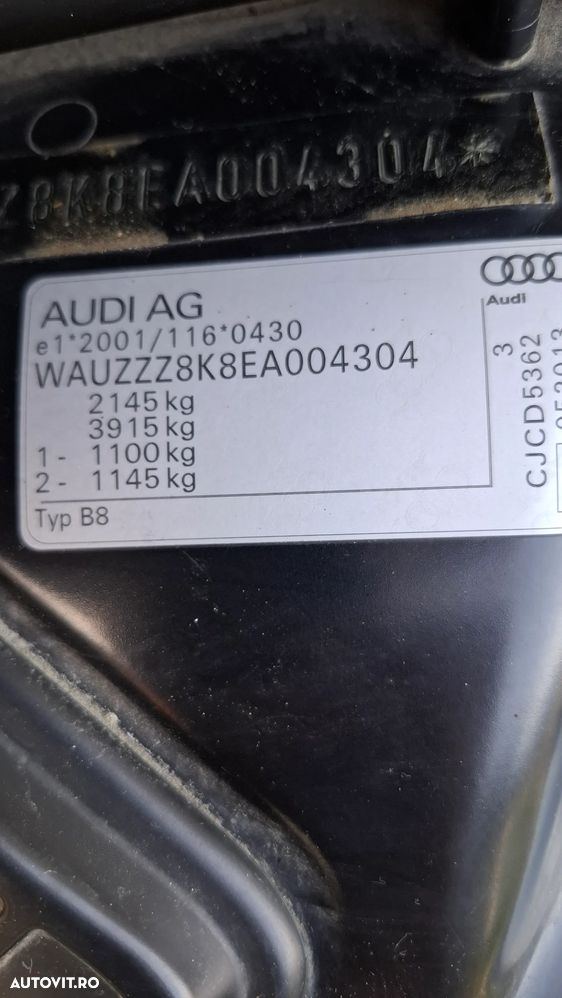 Z8K8EA004304*
AUDI AG
e1*2001/116*0430
WAUZZZ8K8EA004304
2145 kg
3915 kg
1- 1100 kg
2- 1145 kg
Typ B8
Audi
3
CJCD5362
AUTOVIT.RO